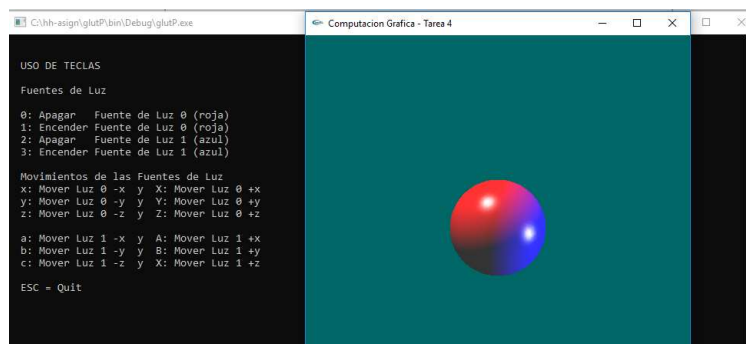 C:\hh-asign\glutP\bin\Debug\glutP.exe
Computacion Grafica - Tarea 4
USO DE TECLAS
Fuentes de Luz
0: Apagar   Fuente de Luz 0 (roja)
1: Encender Fuente de Luz 0 (roja)
2: Apagar   Fuente de Luz 1 (azul)
3: Encender Fuente de Luz 1 (azul)
Movimientos de las Fuentes de Luz
x: Mover Luz 0 -x  y  X: Mover Luz 0 +x
y: Mover Luz 0 -y  y  Y: Mover Luz 0 +y
z: Mover Luz 0 -z  y  Z: Mover Luz 0 +z
a: Mover Luz 1 -x  y  A: Mover Luz 1 +x
b: Mover Luz 1 -y  y  B: Mover Luz 1 +y
c: Mover Luz 1 -z  y  X: Mover Luz 1 +z
ESC = Quit